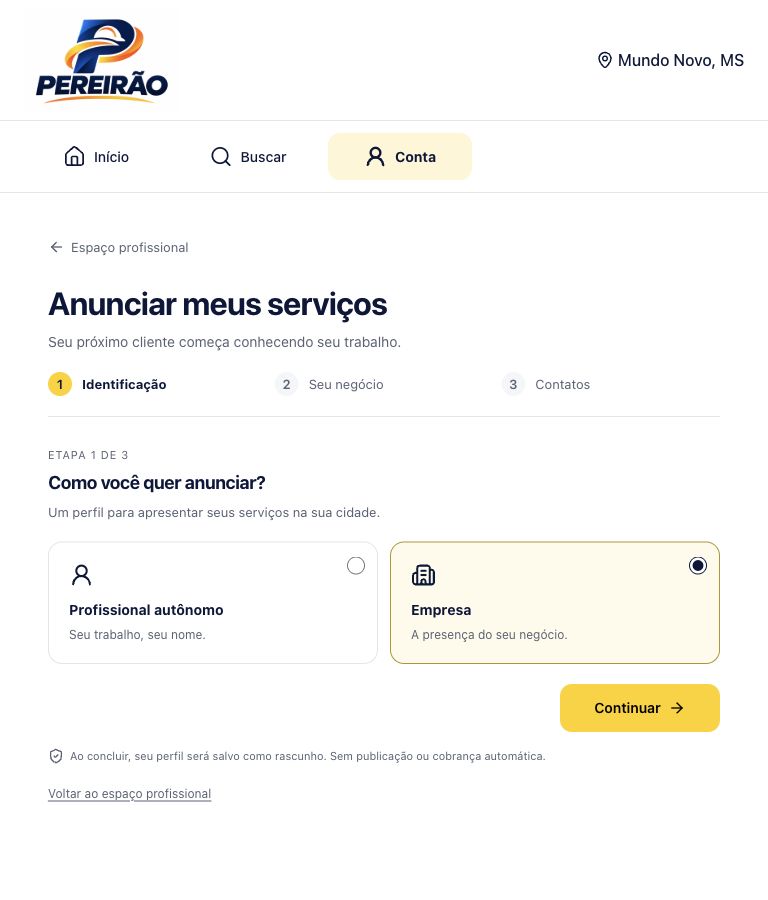 PEREIRÃO
Mundo Novo, MS
Início
Buscar
Conta
Espaço profissional
Anunciar meus serviços
Seu próximo cliente começa conhecendo seu trabalho.
1 Identificação
2 Seu negócio
3 Contatos
ETAPA 1 DE 3
Como você quer anunciar?
Um perfil para apresentar seus serviços na sua cidade.
Profissional autônomo
Seu trabalho, seu nome.
Empresa
A presença do seu negócio.
Continuar
Ao concluir, seu perfil será salvo como rascunho. Sem publicação ou cobrança automática.
Voltar ao espaço profissional